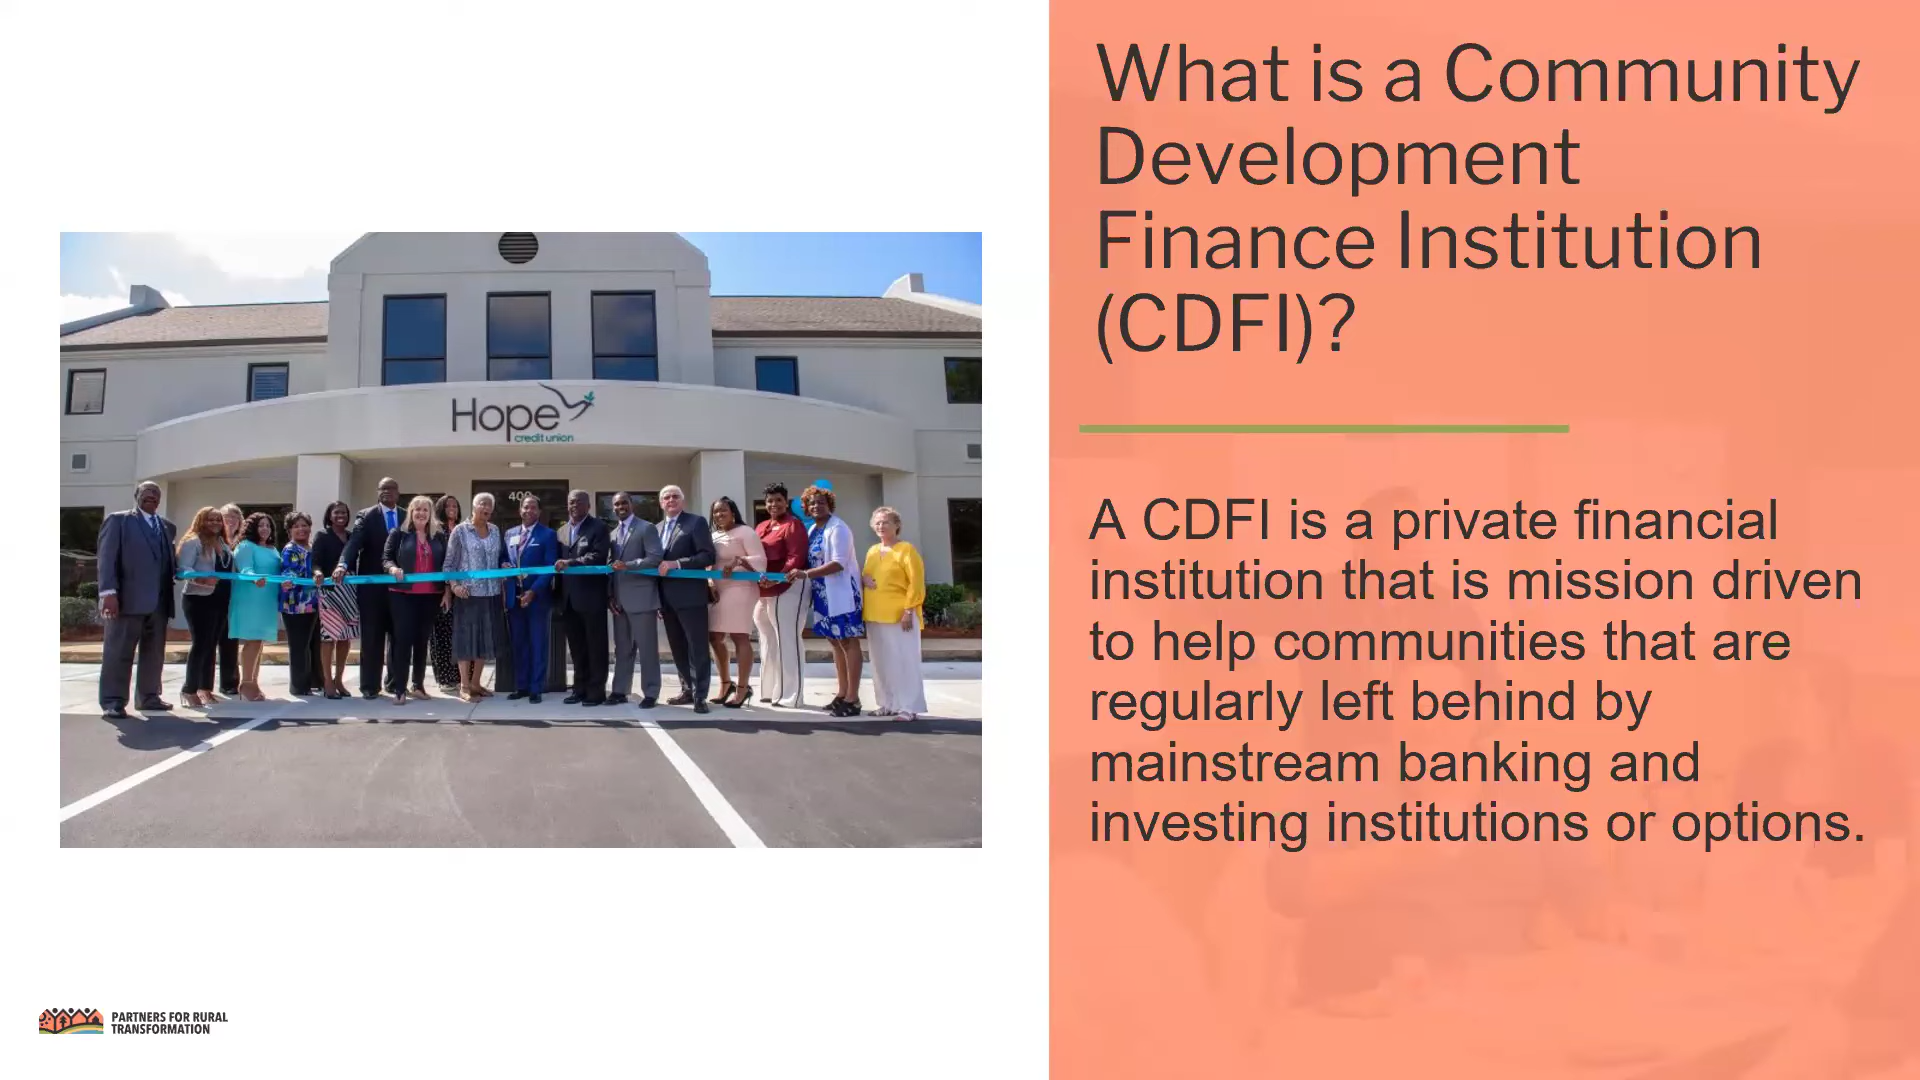 What is a Community
Development
Finance Institution
(CDFI)?
Hope
credit union
400
A CDFI is a private financial
institution that is mission driven
to help communities that are
regularly left behind by
mainstream banking and
investing institutions or options.
PARTNERS FOR RURAL
TRANSFORMATION